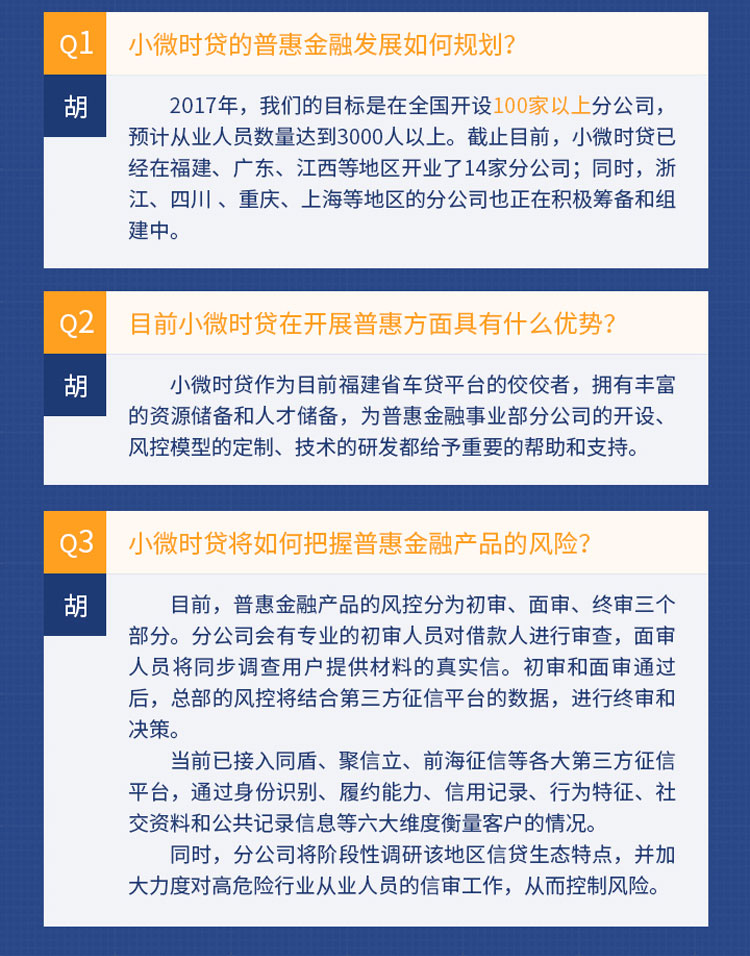 Q1 小微时贷的普惠金融发展如何规划？
胡
2017年，我们的目标是在全国开设100家以上分公司，
预计从业人员数量达到3000人以上。截止目前，小微时贷已
经在福建、广东、江西等地区开业了14家分公司；同时，浙
江、四川 、重庆、上海等地区的分公司也正在积极筹备和组
建中。
Q2 目前小微时贷在开展普惠方面具有什么优势？
胡
小微时贷作为目前福建省车贷平台的佼佼者，拥有丰富
的资源储备和人才储备，为普惠金融事业部分公司的开设、
风控模型的定制、技术的研发都给予重要的帮助和支持。
Q3 小微时贷将如何把握普惠金融产品的风险？
胡
目前，普惠金融产品的风控分为初审、面审、终审三个
部分。分公司会有专业的初审人员对借款人进行审查，面审
人员将同步调查用户提供材料的真实信。初审和面审通过
后，总部的风控将结合第三方征信平台的数据，进行终审和
决策。
当前已接入同盾、聚信立、前海征信等各大第三方征信
平台，通过身份识别、履约能力、信用记录、行为特征、社
交资料和公共记录信息等六大维度衡量客户的情况。
同时，分公司将阶段性调研该地区信贷生态特点，并加
大力度对高危险行业从业人员的信审工作，从而控制风险。